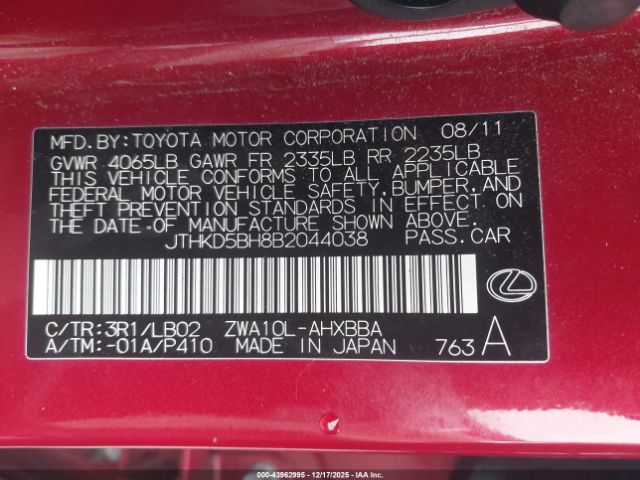 MFD.BY:TOYOTA MOTOR CORPORATION 08/11
GVWR 4065LB GAWR FR 2335LB RR 2235LB
THIS VEHICLE CONFORMS TO ALL APPLICABLE
FEDERAL MOTOR VEHICLE SAFETY, BUMPER, AND
THEFT PREVENTION STANDARDS IN EFFECT ON
THE DATE OF MANUFACTURE SHOWN ABOVE.
JTHKD5BH8B2044038 PASS.CAR
C/TR:3R1/LB02 ZWA10L-AHXBBA
A/TM:-01A/P410 MADE IN JAPAN 763 A
000-43962995 - 12/17/2025 - IAAI.CA